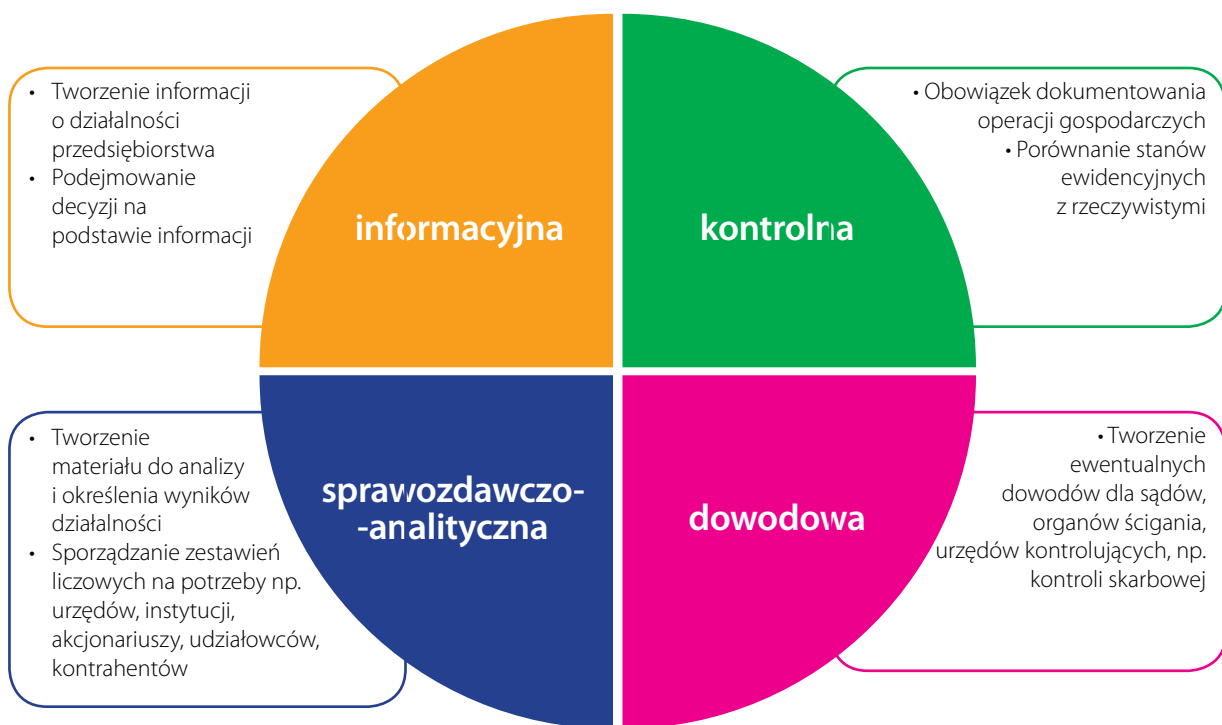 • Tworzenie informacji
o działalności
przedsiębiorstwa
• Podejmowanie
decyzji na
podstawie informacji
informacyjna
kontrolna
• Obowiązek dokumentowania
operacji gospodarczych
• Porównanie stanów
ewidencyjnych
z rzeczywistymi
• Tworzenie
materiału do analizy
i określenia wyników
działalności
• Sporządzanie zestawień
liczowych na potrzeby np.
urzędów, instytucji,
akcjonariuszy, udziałowców,
kontrahentów
sprawozdawczo-
-analityczna
dowodowa
• Tworzenie
ewentualnych
dowodów dla sądów,
organów ścigania,
urzędów kontrolujących, np.
kontroli skarbowej